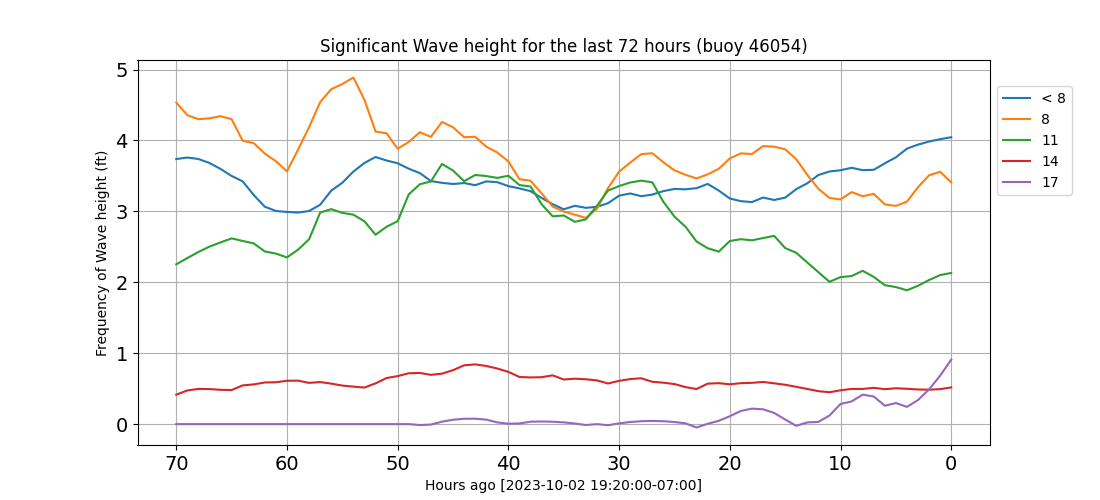 Significant Wave height for the last 72 hours (buoy 46054)
Frequency of Wave height (ft)
5
4
3
2
1
0
70 60 50 40 30 20 10 0
Hours ago [2023-10-02 19:20:00-07:00]
< 8
8
11
14
17